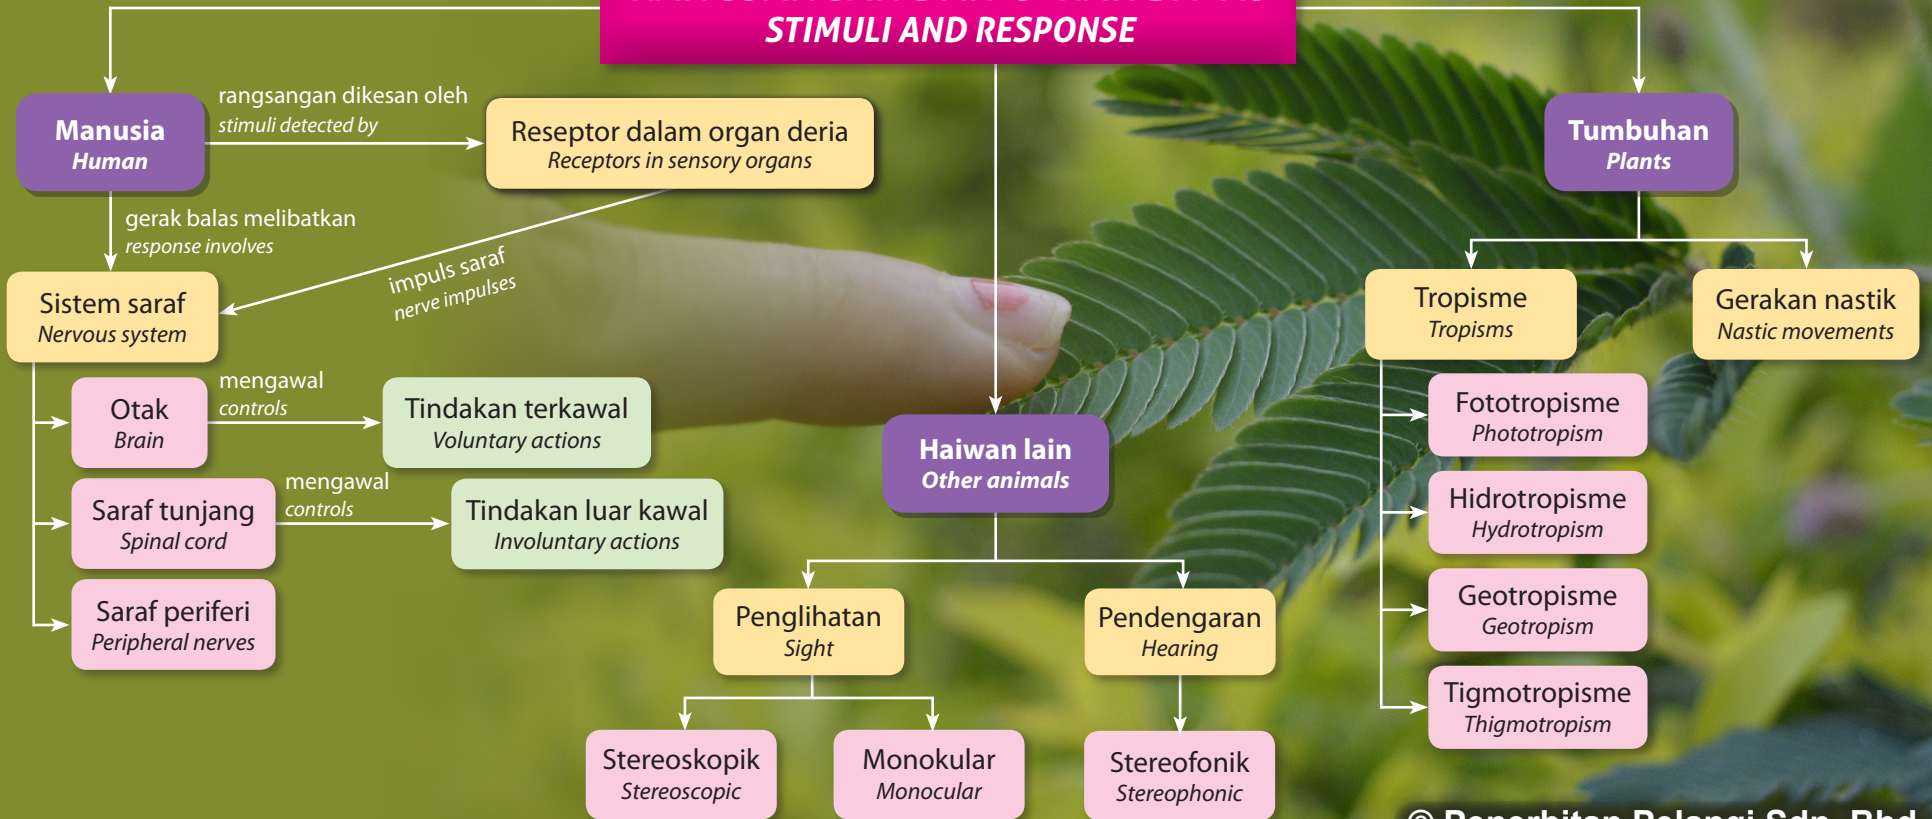 STIMULI AND RESPONSE
Manusia
Human
rangsangan dikesan oleh
stimuli detected by
Reseptor dalam organ deria
Receptors in sensory organs
gerak balas melibatkan
response involves
impuls saraf
nerve impulses
Sistem saraf
Nervous system
Otak
Brain
mengawal
controls
Tindakan terkawal
Voluntary actions
Saraf tunjang
Spinal cord
mengawal
controls
Tindakan luar kawal
Involuntary actions
Saraf periferi
Peripheral nerves
Haiwan lain
Other animals
Penglihatan
Sight
Stereoskopik
Stereoscopic
Monokular
Monocular
Pendengaran
Hearing
Stereofonik
Stereophonic
Tumbuhan
Plants
Tropisme
Tropisms
Fototropisme
Phototropism
Hidrotropisme
Hydrotropism
Geotropisme
Geotropism
Tigmotropisme
Thigmotropism
Gerakan nastik
Nastic movements
© Penerbitan Pelangi Sdn. Bhd.